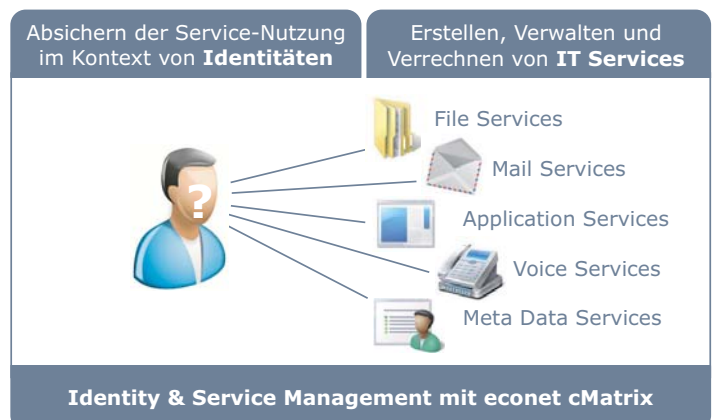 Absichern der Service-Nutzung
im Kontext von Identitäten
Erstellen, Verwalten und
Verrechnen von IT Services
?
File Services
Mail Services
Application Services
Voice Services
Meta Data Services
Identity & Service Management mit econet cMatrix